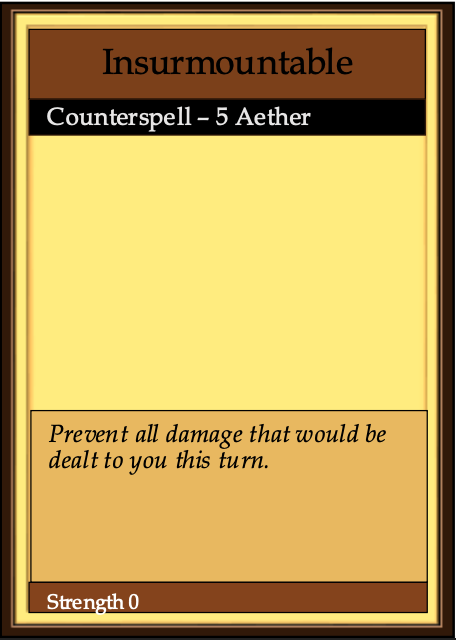 Insurmountable
Counterspell – 5 Aether
Prevent all damage that would be
dealt to you this turn.
Strength 0